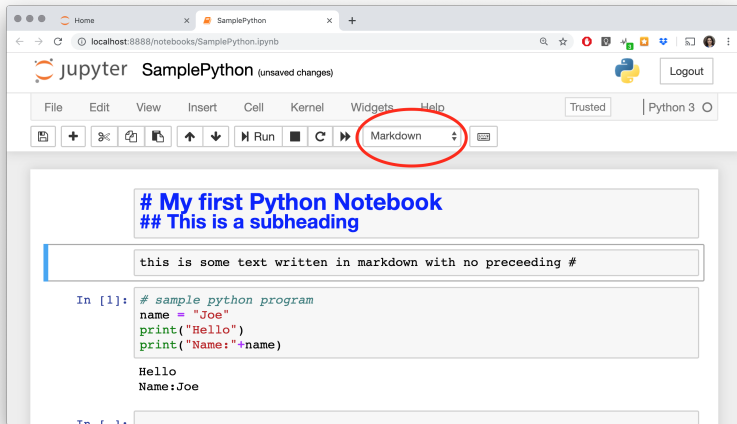 Home
SamplePython
localhost:8888/notebooks/SamplePython.ipynb
jupyter SamplePython (unsaved changes)
Logout
File Edit View Insert Cell Kernel Widgets Help Trusted Python 3
Run Markdown
# My first Python Notebook
## This is a subheading
this is some text written in markdown with no preceeding #
In [1]: # sample python program
name = "Joe"
print("Hello")
print("Name:"+name)
Hello
Name:Joe
In [ ]: